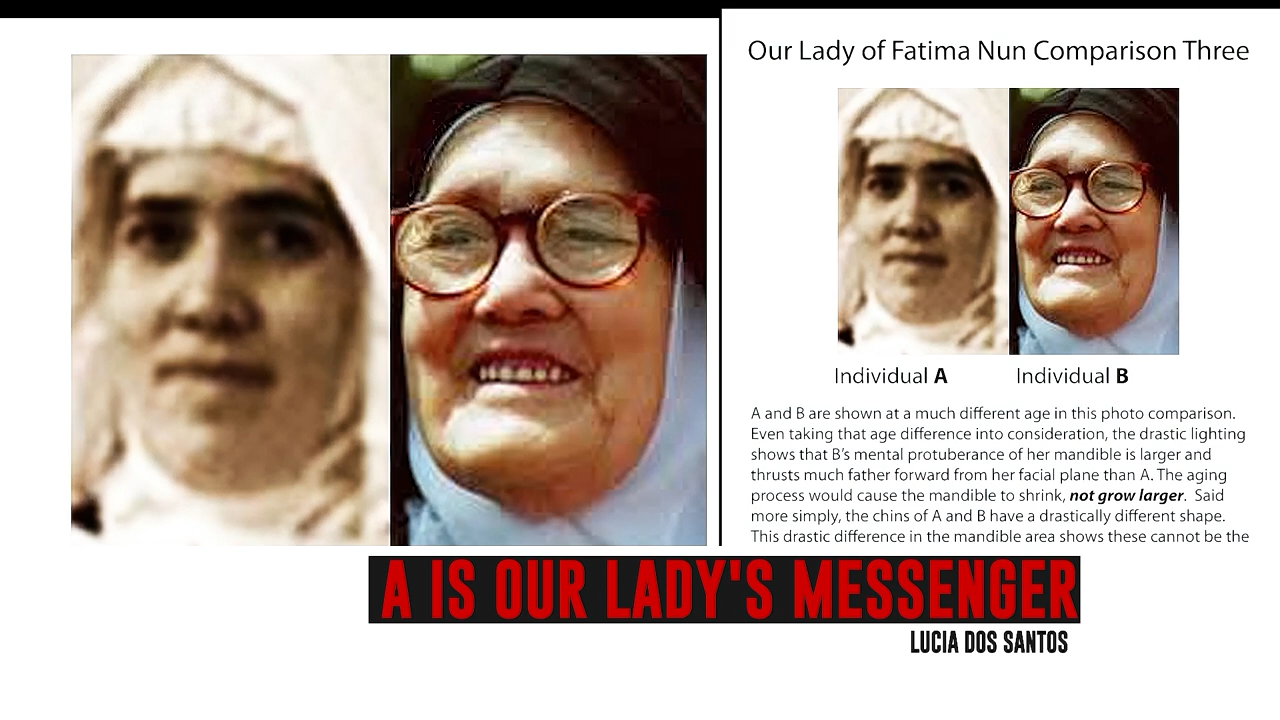 Our Lady of Fatima Nun Comparison Three
Individual A
Individual B
A and B are shown at a much different age in this photo comparison.
Even taking that age difference into consideration, the drastic lighting
shows that B's mental protuberance of her mandible is larger and
thrusts much father forward from her facial plane than A. The aging
process would cause the mandible to shrink, not grow larger. Said
more simply, the chins of A and B have a drastically different shape.
This drastic difference in the mandible area shows these cannot be the
A IS OUR LADY'S MESSENGER
LUCIA DOS SANTOS